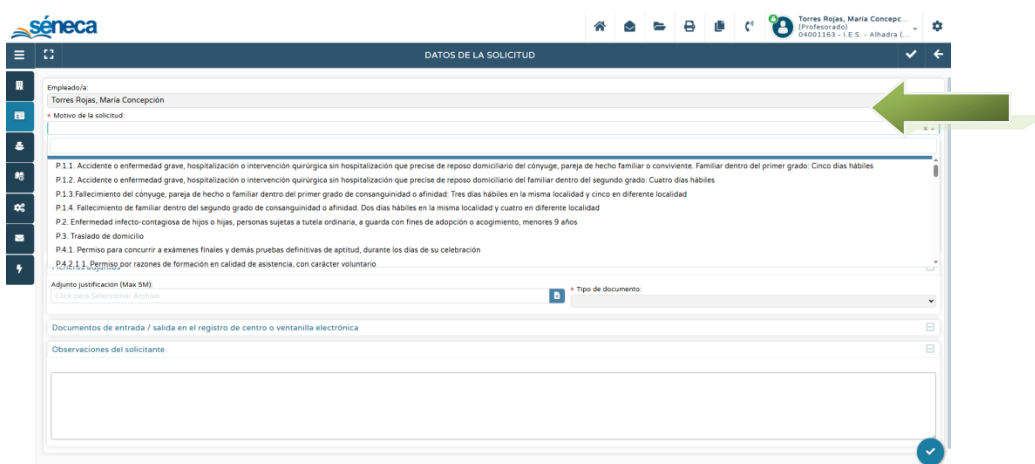 séneca
Torres Rojas, María Concepc...
(Profesorado)
04001163 - I.E.S. - Alhadra (...
DATOS DE LA SOLICITUD
Empleado/a:
Torres Rojas, María Concepción
* Motivo de la solicitud:
P.1.1. Accidente o enfermedad grave, hospitalización o intervención quirúrgica sin hospitalización que precise de reposo domiciliario del cónyuge, pareja de hecho familiar o conviviente. Familiar dentro del primer grado: Cinco días hábiles
P.1.2. Accidente o enfermedad grave, hospitalización o intervención quirúrgica sin hospitalización que precise de reposo domiciliario del familiar dentro del segundo grado: Cuatro días hábiles
P.1.3.Fallecimiento del cónyuge, pareja de hecho o familiar dentro del primer grado de consanguinidad o afinidad: Tres días hábiles en la misma localidad y cinco en diferente localidad
P.1.4. Fallecimiento de familiar dentro del segundo grado de consanguinidad o afinidad. Dos días hábiles en la misma localidad y cuatro en diferente localidad
P.2. Enfermedad infecto-contagiosa de hijos o hijas, personas sujetas a tutela ordinaria, a guarda con fines de adopción o acogimiento, menores 9 años
P.3. Traslado de domicilio
P.4.1. Permiso para concurrir a exámenes finales y demás pruebas definitivas de aptitud, durante los días de su celebración
P.4.2.1.1. Permiso por razones de formación en calidad de asistencia, con carácter voluntario
Ficheros adjuntos
Adjunto justificación (Max 5M):
Click para Seleccionar Archivo
* Tipo de documento:
Documentos de entrada / salida en el registro de centro o ventanilla electrónica
Observaciones del solicitante